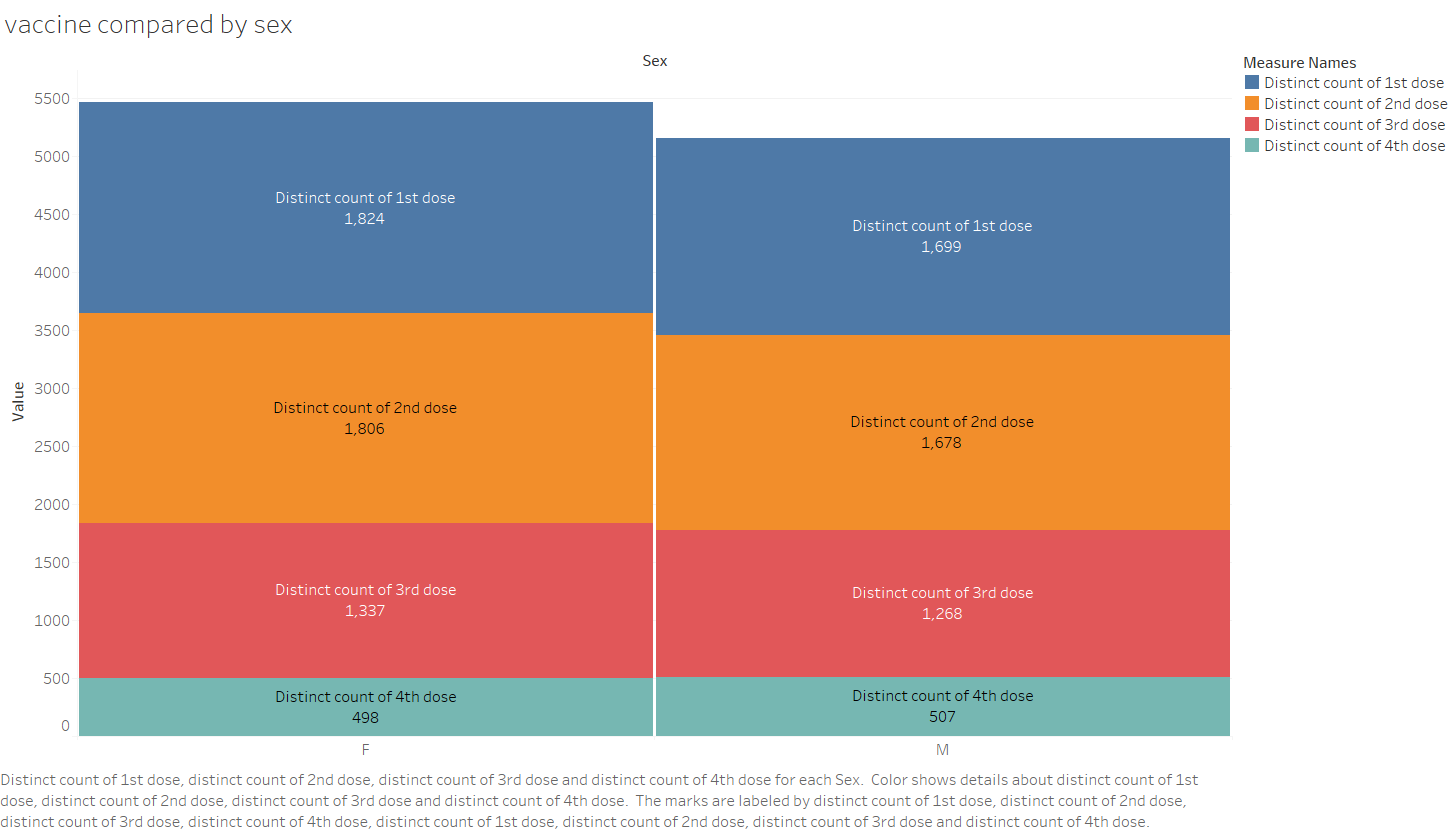 vaccine compared by sex
Sex
Measure Names
Distinct count of 1st dose
Distinct count of 2nd dose
Distinct count of 3rd dose
Distinct count of 4th dose
5500
5000
4500
4000
3500
3000
2500
2000
1500
1000
500
0
Value
Distinct count of 1st dose
1,824
Distinct count of 2nd dose
1,806
Distinct count of 3rd dose
1,337
Distinct count of 4th dose
498
Distinct count of 1st dose
1,699
Distinct count of 2nd dose
1,678
Distinct count of 3rd dose
1,268
Distinct count of 4th dose
507
F
M
Distinct count of 1st dose, distinct count of 2nd dose, distinct count of 3rd dose and distinct count of 4th dose for each Sex.  Color shows details about distinct count of 1st
dose, distinct count of 2nd dose, distinct count of 3rd dose and distinct count of 4th dose.  The marks are labeled by distinct count of 1st dose, distinct count of 2nd dose,
distinct count of 3rd dose, distinct count of 4th dose, distinct count of 1st dose, distinct count of 2nd dose, distinct count of 3rd dose and distinct count of 4th dose.